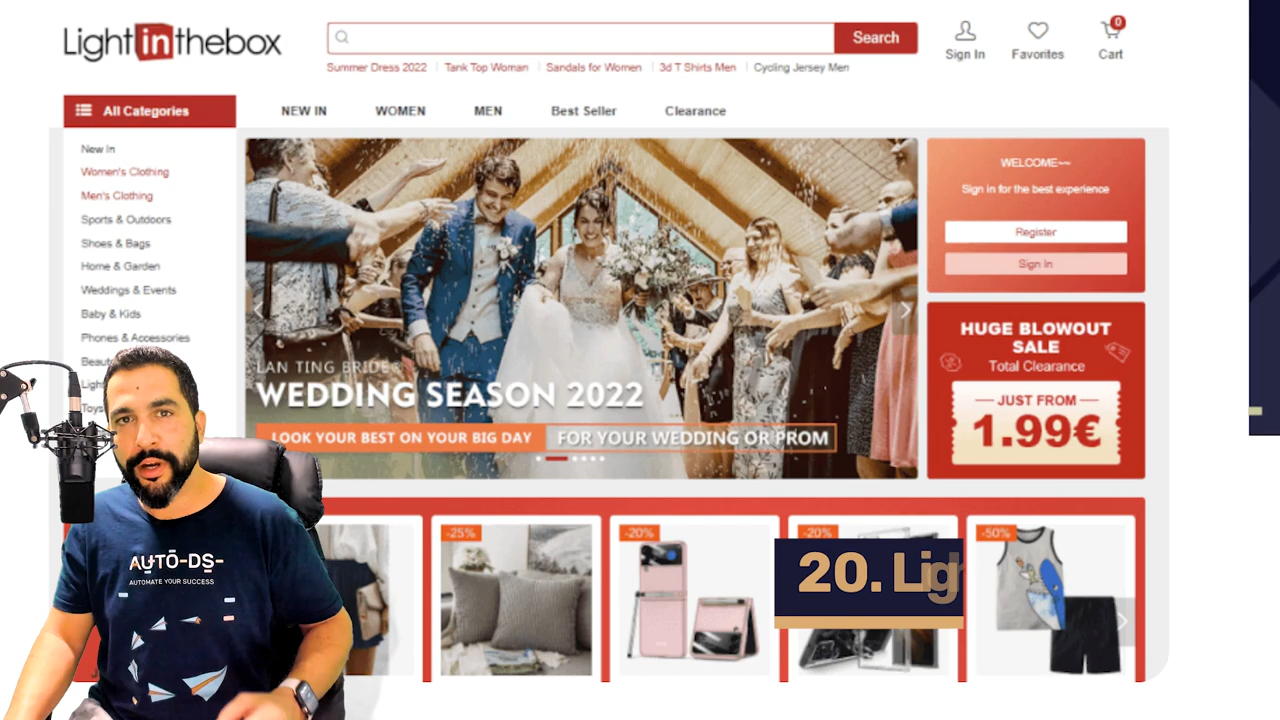 Lightinthebox
Search
0
Sign In
Favorites
Cart
Summer Dress 2022
Tank Top Woman
Sandals for Women
3d T Shirts Men
Cycling Jersey Men
All Categories
NEW IN
WOMEN
MEN
Best Seller
Clearance
New In
Women's Clothing
Men's Clothing
Sports & Outdoors
Shoes & Bags
Home & Garden
Weddings & Events
Baby & Kids
Phones & Accessories
Beaut
Light
Toys
LAN TING BRIDE®
WEDDING SEASON 2022
LOOK YOUR BEST ON YOUR BIG DAY
FOR YOUR WEDDING OR PROM
WELCOME
Sign in for the best experience
Register
Sign In
HUGE BLOWOUT
SALE
Total Clearance
JUST FROM
1.99€
-25%
-20%
-20%
-50%
20. Lig
AUTO-DS-
AUTOMATE YOUR SUCCESS